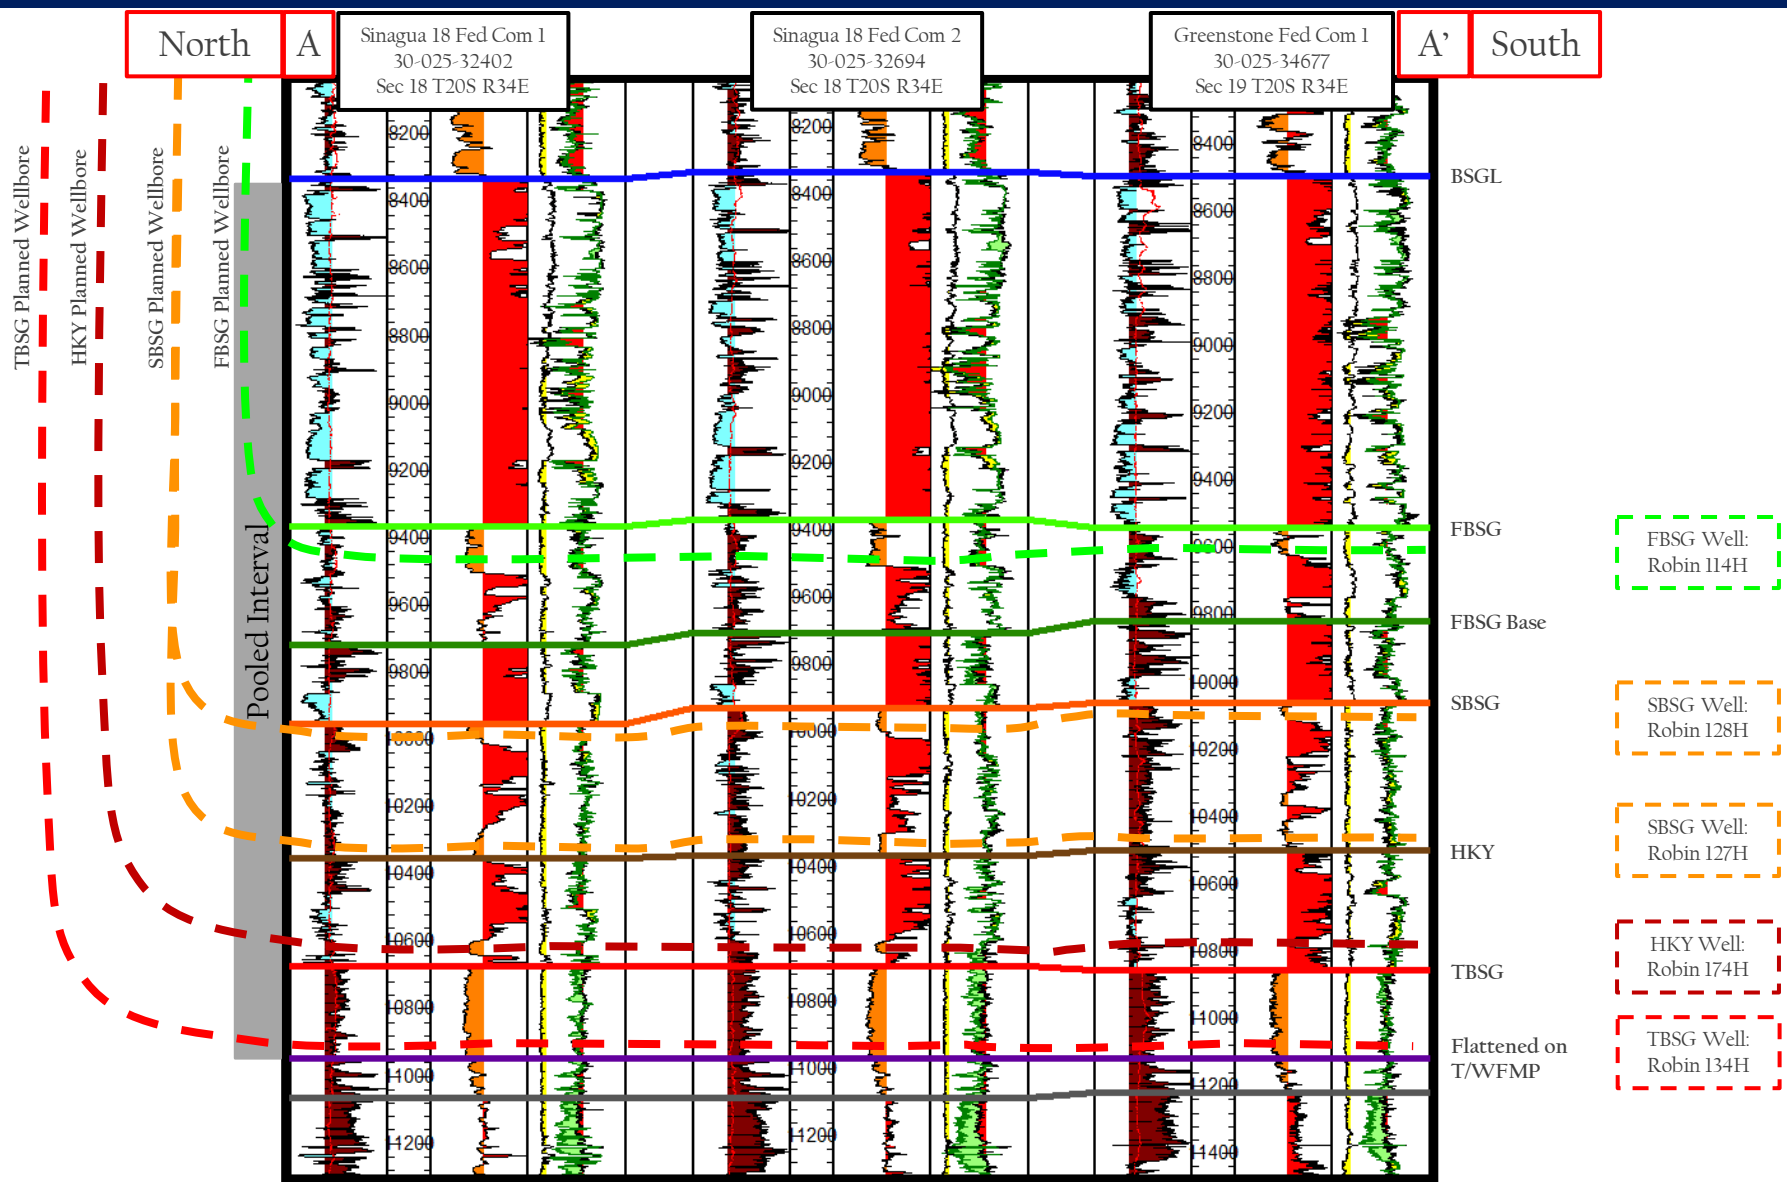 North
A
Sinagua 18 Fed Com 1
30-025-32402
Sec 18 T20S R34E
Sinagua 18 Fed Com 2
30-025-32694
Sec 18 T20S R34E
Greenstone Fed Com 1
30-025-34677
Sec 19 T20S R34E
A'
South
TBSG Planned Wellbore
HKY Planned Wellbore
SBSG Planned Wellbore
FBSG Planned Wellbore
Pooled Interval
8200
8400
8600
8800
9000
9200
9400
9600
9800
10000
10200
10400
10600
10800
11000
11200
8200
8400
8600
8800
9000
9200
9400
9600
9800
10000
10200
10400
10600
10800
11000
11200
8400
8600
8800
9000
9200
9400
9600
9800
10000
10200
10400
10600
10800
11000
11200
11400
BSGL
FBSG
FBSG Base
SBSG
HKY
TBSG
Flattened on
T/WFMP
FBSG Well:
Robin 114H
SBSG Well:
Robin 128H
SBSG Well:
Robin 127H
HKY Well:
Robin 174H
TBSG Well:
Robin 134H